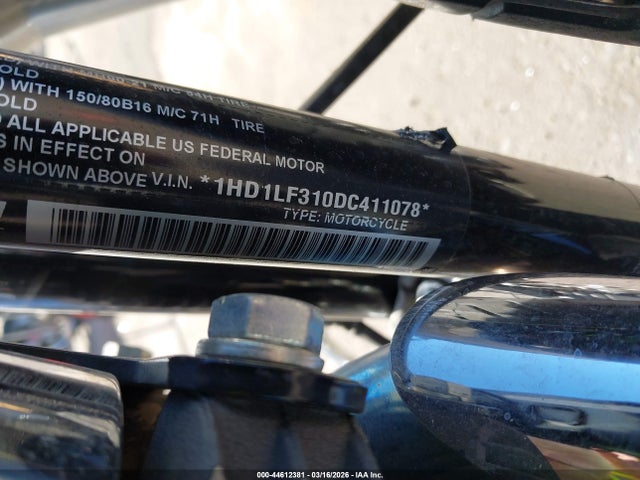 OLD
) WITH 150/80B16 M/C 71H TIRE
OLD
) ALL APPLICABLE US FEDERAL MOTOR
S IN EFFECT ON
SHOWN ABOVE V.I.N. *1HD1LF310DC411078*
TYPE: MOTORCYCLE
000-44612381 - 03/16/2026 - IAA Inc.